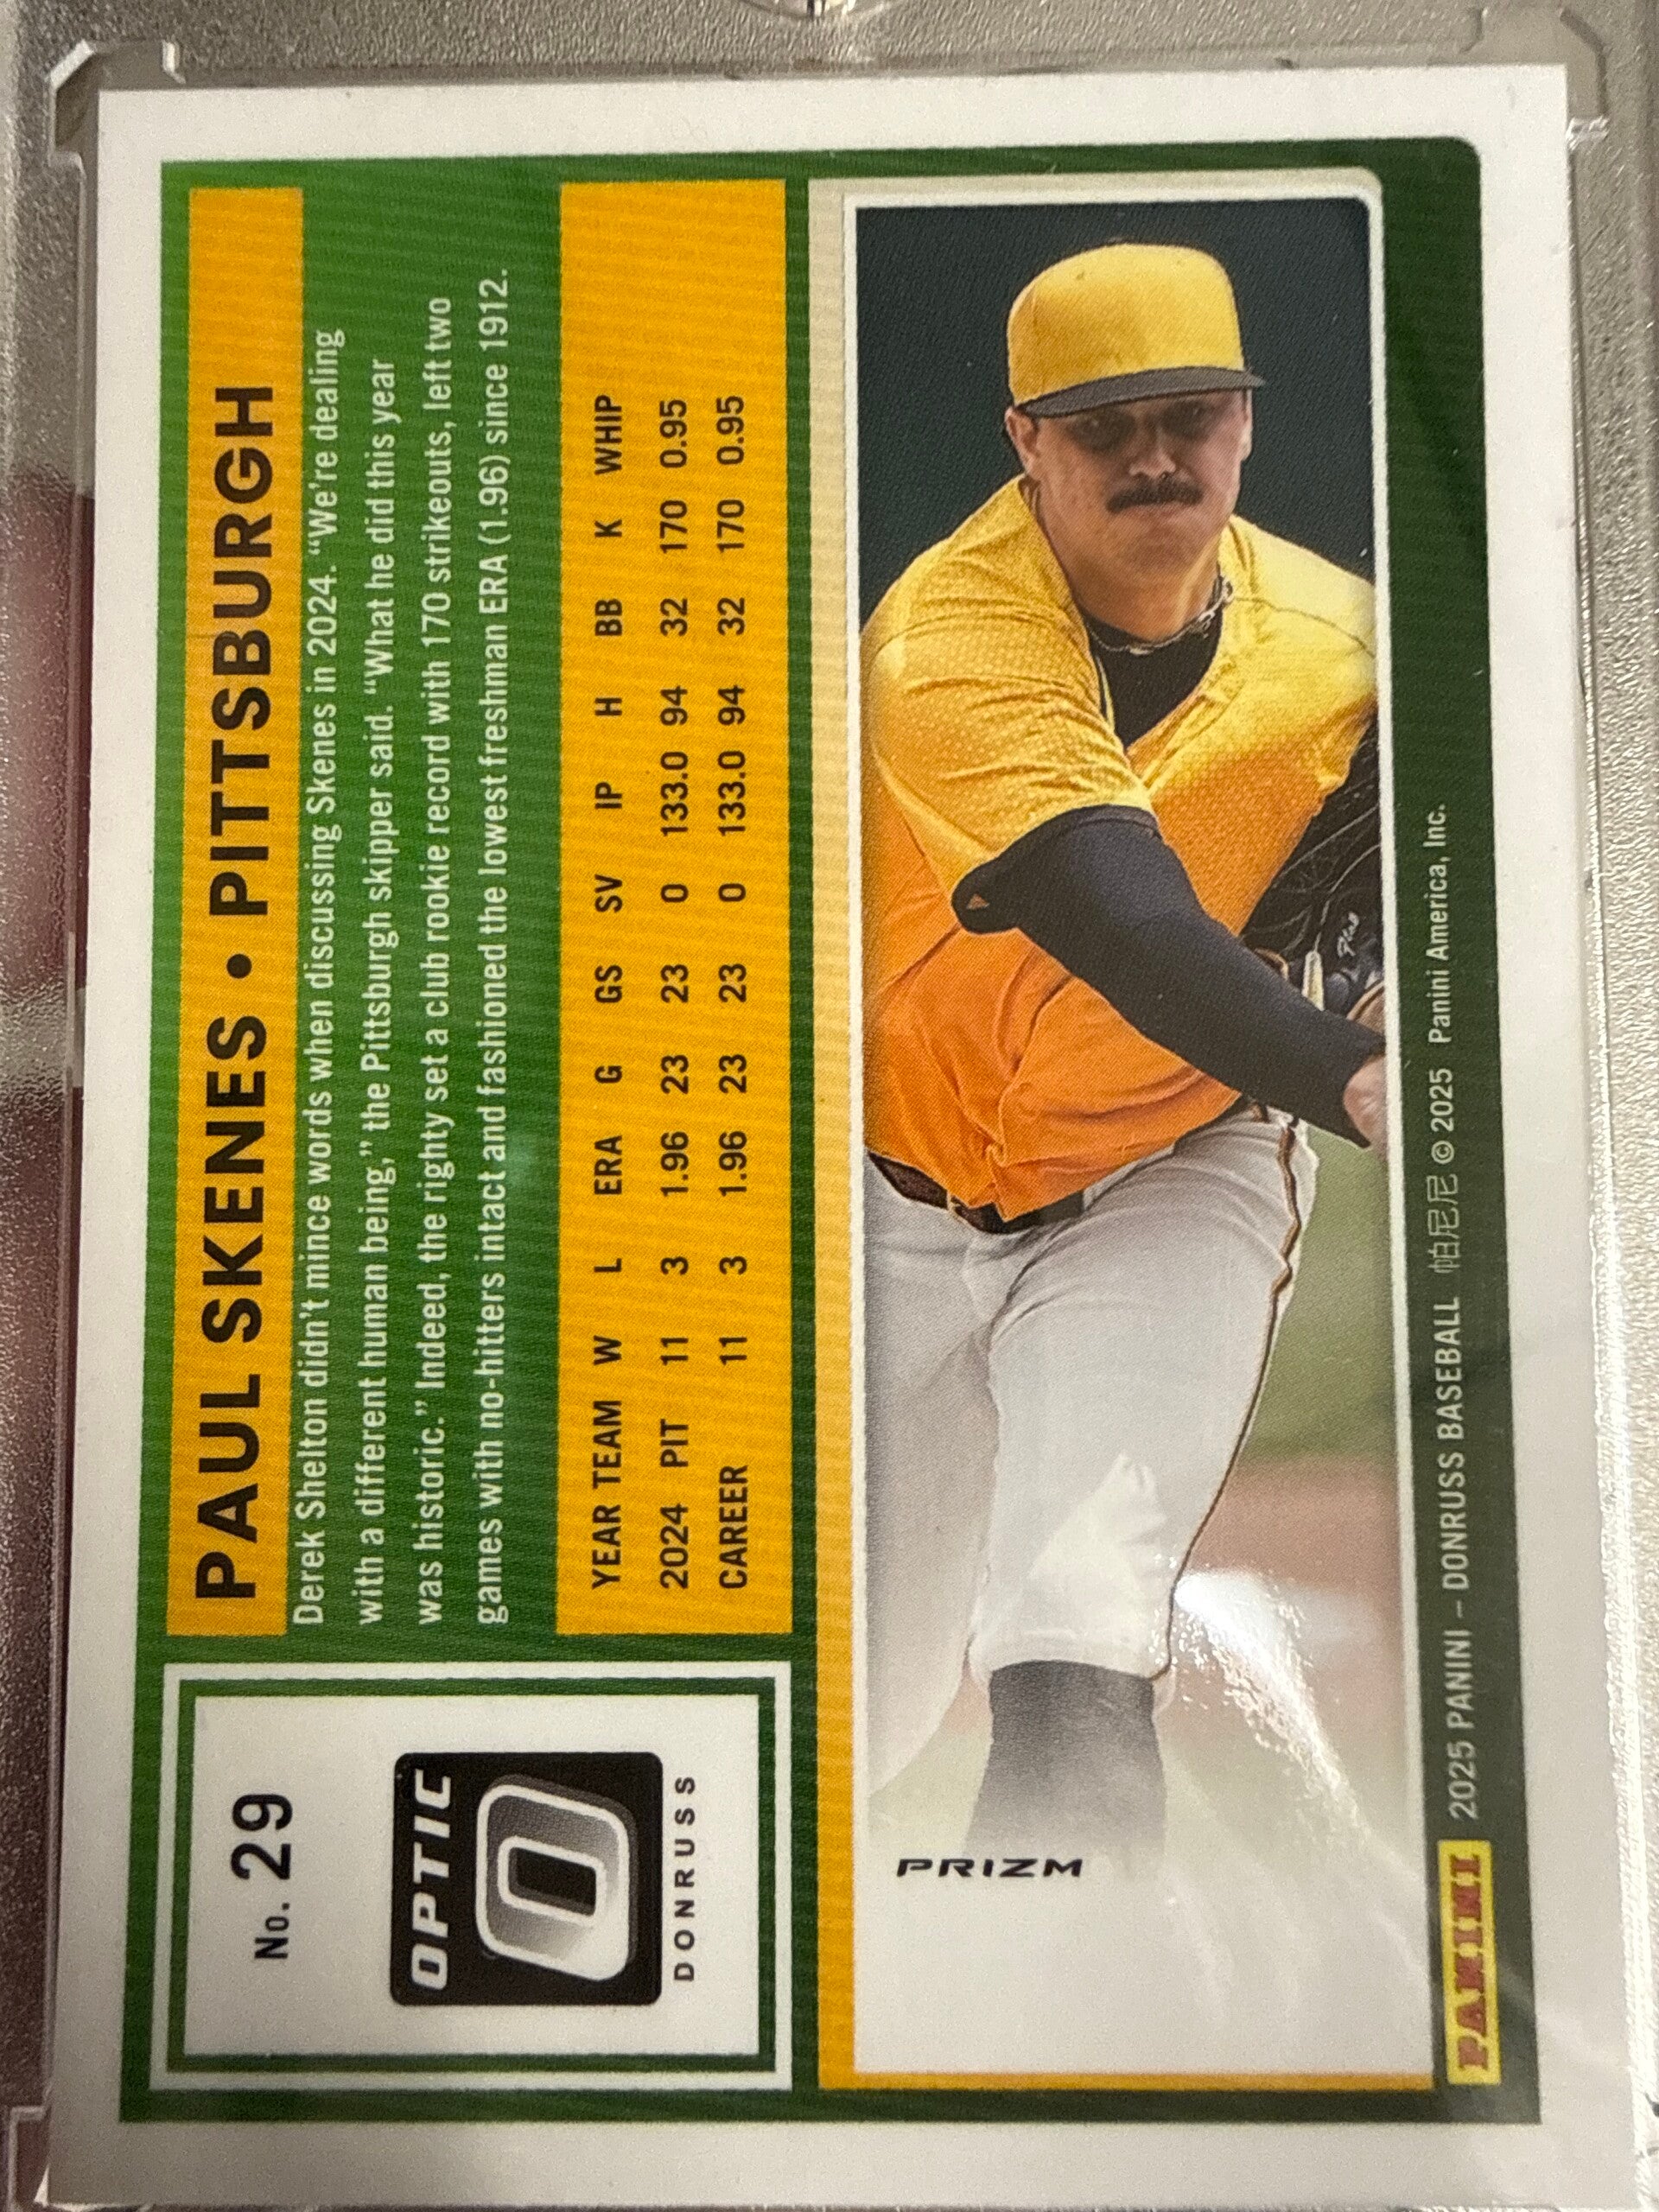 PAUL SKENES • PITTSBURGH
Derek Shelton didn't mince words when discussing Skenes in 2024. “We're dealing
with a different human being,” the Pittsburgh skipper said. “What he did this year
was historic.” Indeed, the righty set a club rookie record with 170 strikeouts, left two
games with no-hitters intact and fashioned the lowest freshman ERA (1.96) since 1912.
YEAR TEAM W L ERA G GS SV IP H BB K WHIP
2024 PIT 11 3 1.96 23 23 0 133.0 94 32 170 0.95
CAREER 11 3 1.96 23 23 0 133.0 94 32 170 0.95
No. 29
OPTIC
DONRUSS
PRIZM
PANINI
2025 PANINI – DONRUSS BASEBALL 帕尼尼 © 2025 Panini America, Inc.